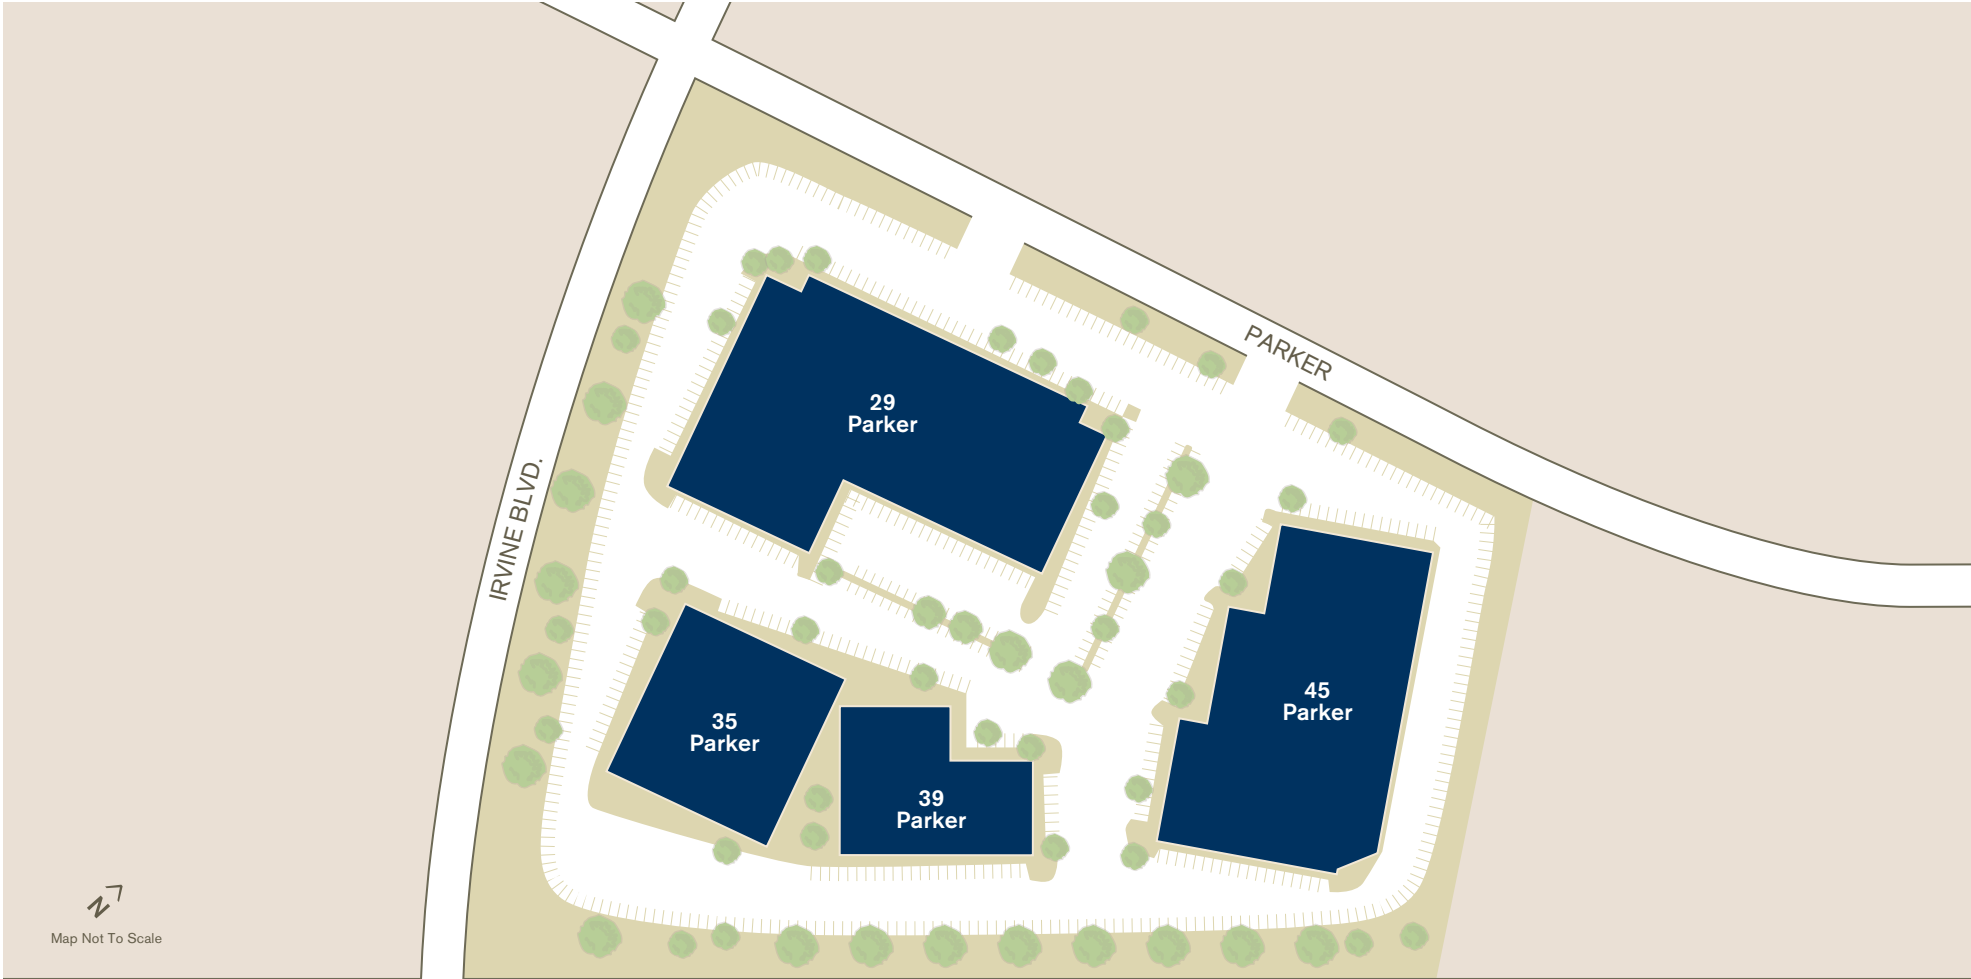 PARKER
29
Parker
IRVINE BLVD.
45
Parker
35
Parker
39
Parker
N
Map Not To Scale